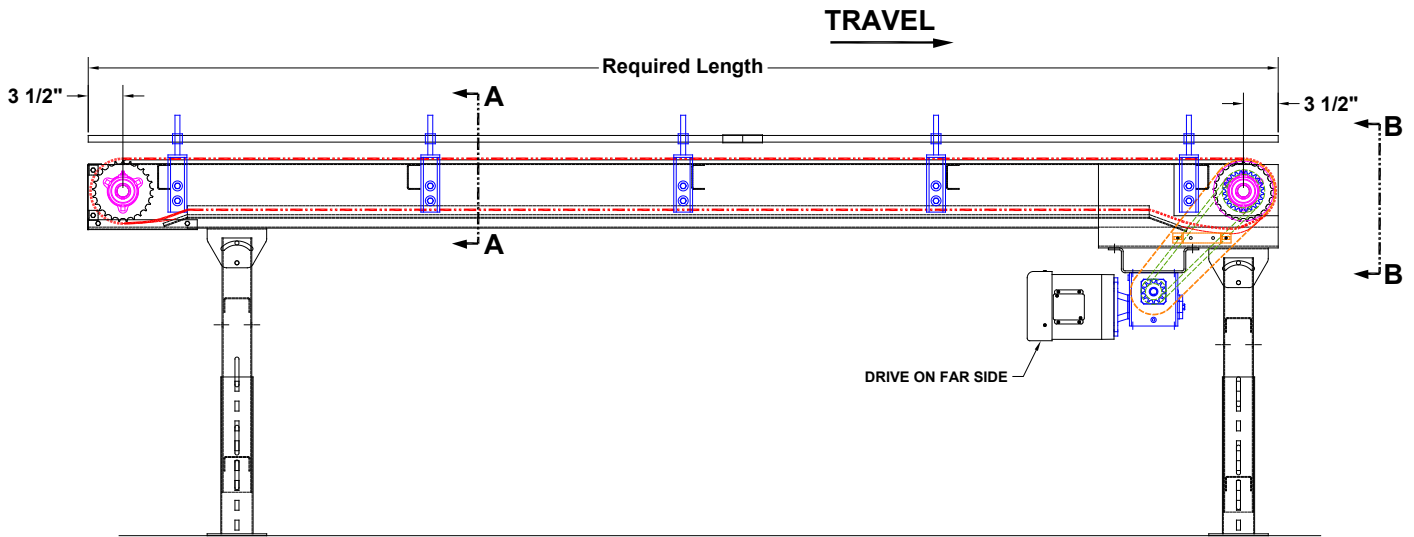 TRAVEL
Required Length
3 1/2"
3 1/2"
A
B
A
B
DRIVE ON FAR SIDE